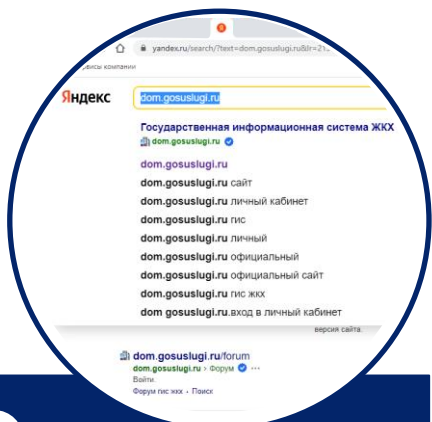 Я
yandex.ru/search/?text=dom.gosuslugi.ru&lr=21
компании
Яндекс
dom.gosuslugi.ru
Государственная информационная система ЖКХ
dom.gosuslugi.ru
dom.gosuslugi.ru
dom.gosuslugi.ru сайт
dom.gosuslugi.ru личный кабинет
dom.gosuslugi.ru гис
dom.gosuslugi.ru личный
dom.gosuslugi.ru официальный
dom.gosuslugi.ru официальный сайт
dom.gosuslugi.ru гис жкх
dom gosuslugi.ru.вход в личный кабинет
версия сайта.
dom.gosuslugi.ru/forum
dom.gosuslugi.ru › Форум ···
Войти.
Форум гис жкх · Поиск